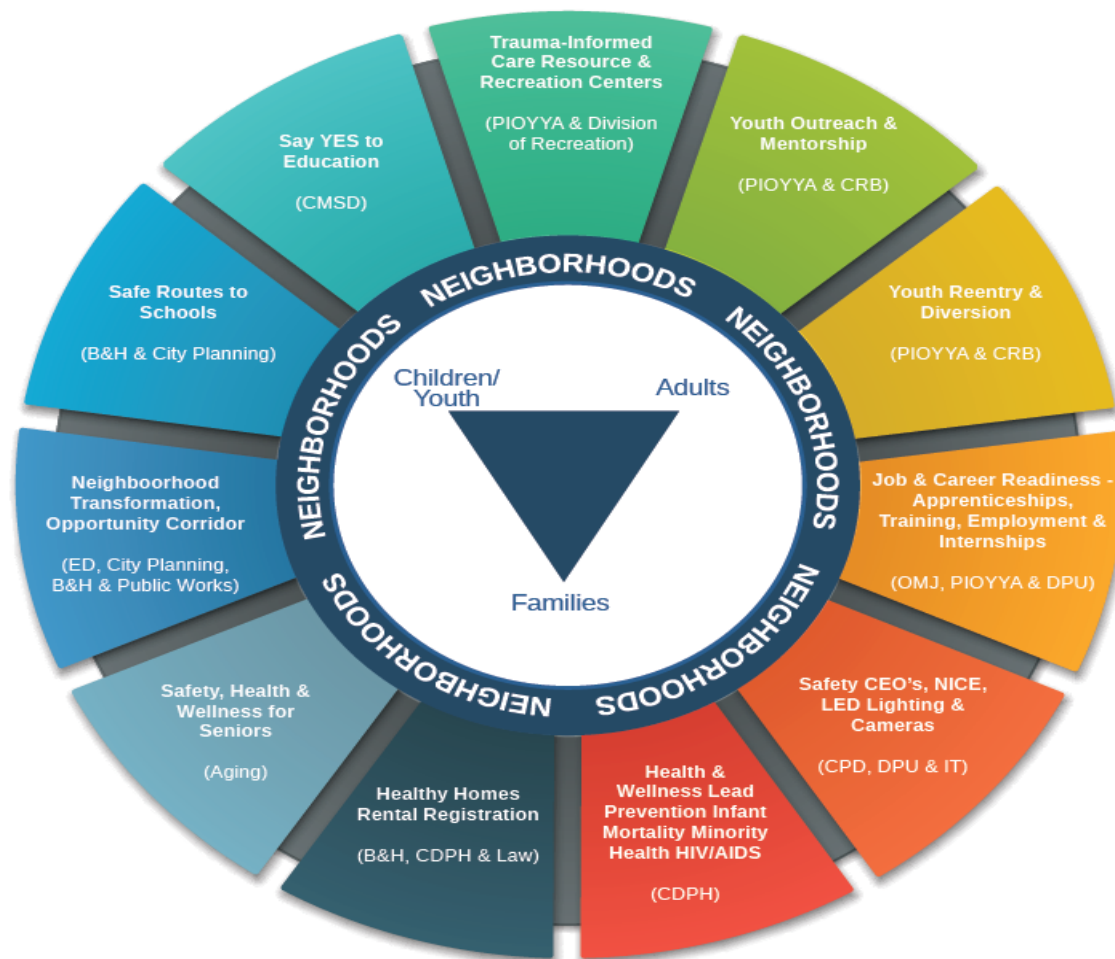 Trauma-Informed
Care Resource &
Recreation Centers
(PIOYYA & Division
of Recreation)
Youth Outreach &
Mentorship
(PIOYYA & CRB)
Youth Reentry &
Diversion
(PIOYYA & CRB)
Job & Career Readiness -
Apprenticeships,
Training, Employment &
Internships
(OMJ, PIOYYA & DPU)
Safety CEO's, NICE,
LED Lighting &
Cameras
(CPD, DPU & IT)
Health &
Wellness Lead
Prevention Infant
Mortality Minority
Health HIV/AIDS
(CDPH)
Healthy Homes
Rental Registration
(B&H, CDPH & Law)
Safety, Health &
Wellness for
Seniors
(Aging)
Neighboorhood
Transformation,
Opportunity Corridor
(ED, City Planning,
B&H & Public Works)
Safe Routes to
Schools
(B&H & City Planning)
Say YES to
Education
(CMSD)
NEIGHBORHOODS
NEIGHBORHOODS
NEIGHBORHOODS
NEIGHBORHOODS
NEIGHBORHOODS
Children/
Youth
Adults
Families